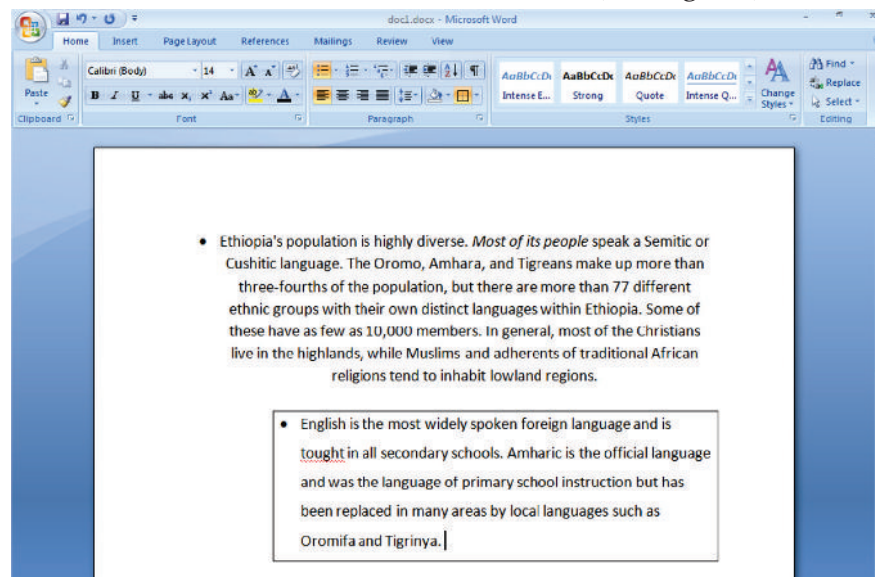 doc1.docx - Microsoft Word
Home Insert Page Layout References Mailings Review View
Calibri (Body) 14 A A Find
AaBbCcDc AaBbCcDc AaBbCcDc AaBbCcDc Replace
Paste B I U abe x, x² Aa A Intense E... Strong Quote Intense Q... Change Styles Select
Clipboard Font Paragraph Styles Editing
• Ethiopia's population is highly diverse. Most of its people speak a Semitic or
Cushitic language. The Oromo, Amhara, and Tigreans make up more than
three-fourths of the population, but there are more than 77 different
ethnic groups with their own distinct languages within Ethiopia. Some of
these have as few as 10,000 members. In general, most of the Christians
live in the highlands, while Muslims and adherents of traditional African
religions tend to inhabit lowland regions.
• English is the most widely spoken foreign language and is
tought in all secondary schools. Amharic is the official language
and was the language of primary school instruction but has
been replaced in many areas by local languages such as
Oromifa and Tigrinya.